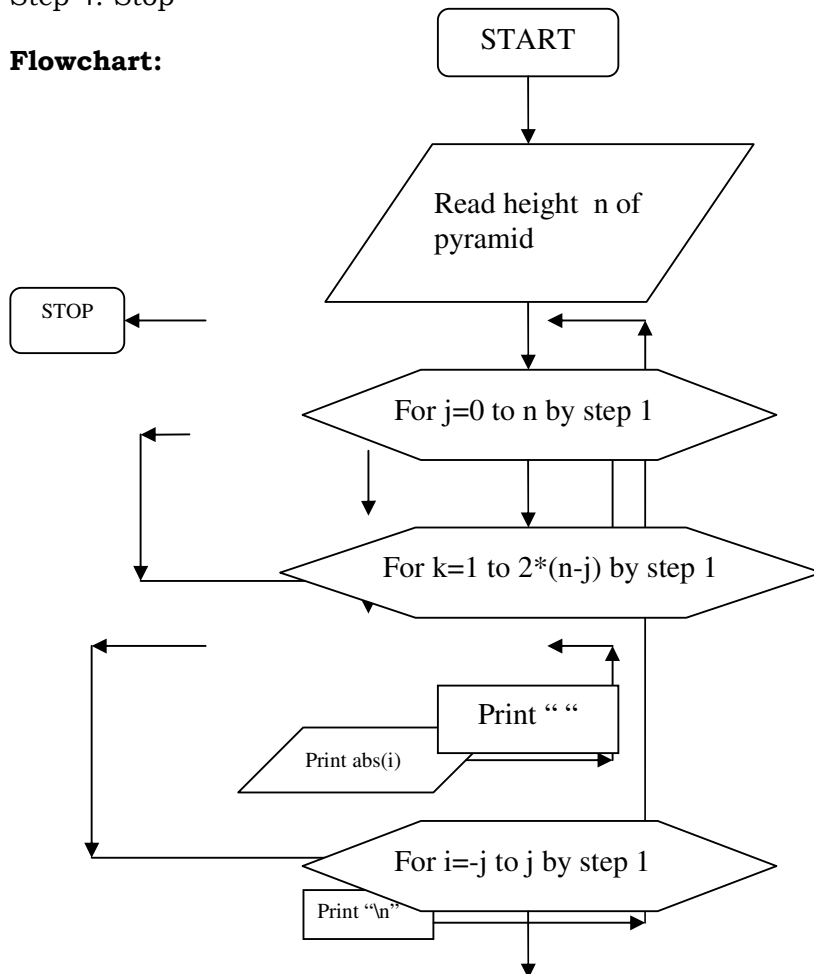 Step 4: Stop
Flowchart:
START
Read height n of
pyramid
STOP
For j=0 to n by step 1
For k=1 to 2*(n-j) by step 1
Print “ “
Print abs(i)
For i=-j to j by step 1
Print “\n”